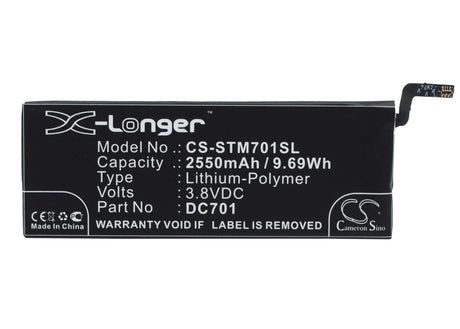 X-Longer
Model No.: CS-STM701SL
Capacity: 2550mAh / 9.69Wh
Type: Lithium-Polymer
Volts: 3.8VDC
Part No: DC701
WARRANTY VOID IF LABEL IS REMOVED
Made In China
CS
Cameron Sino